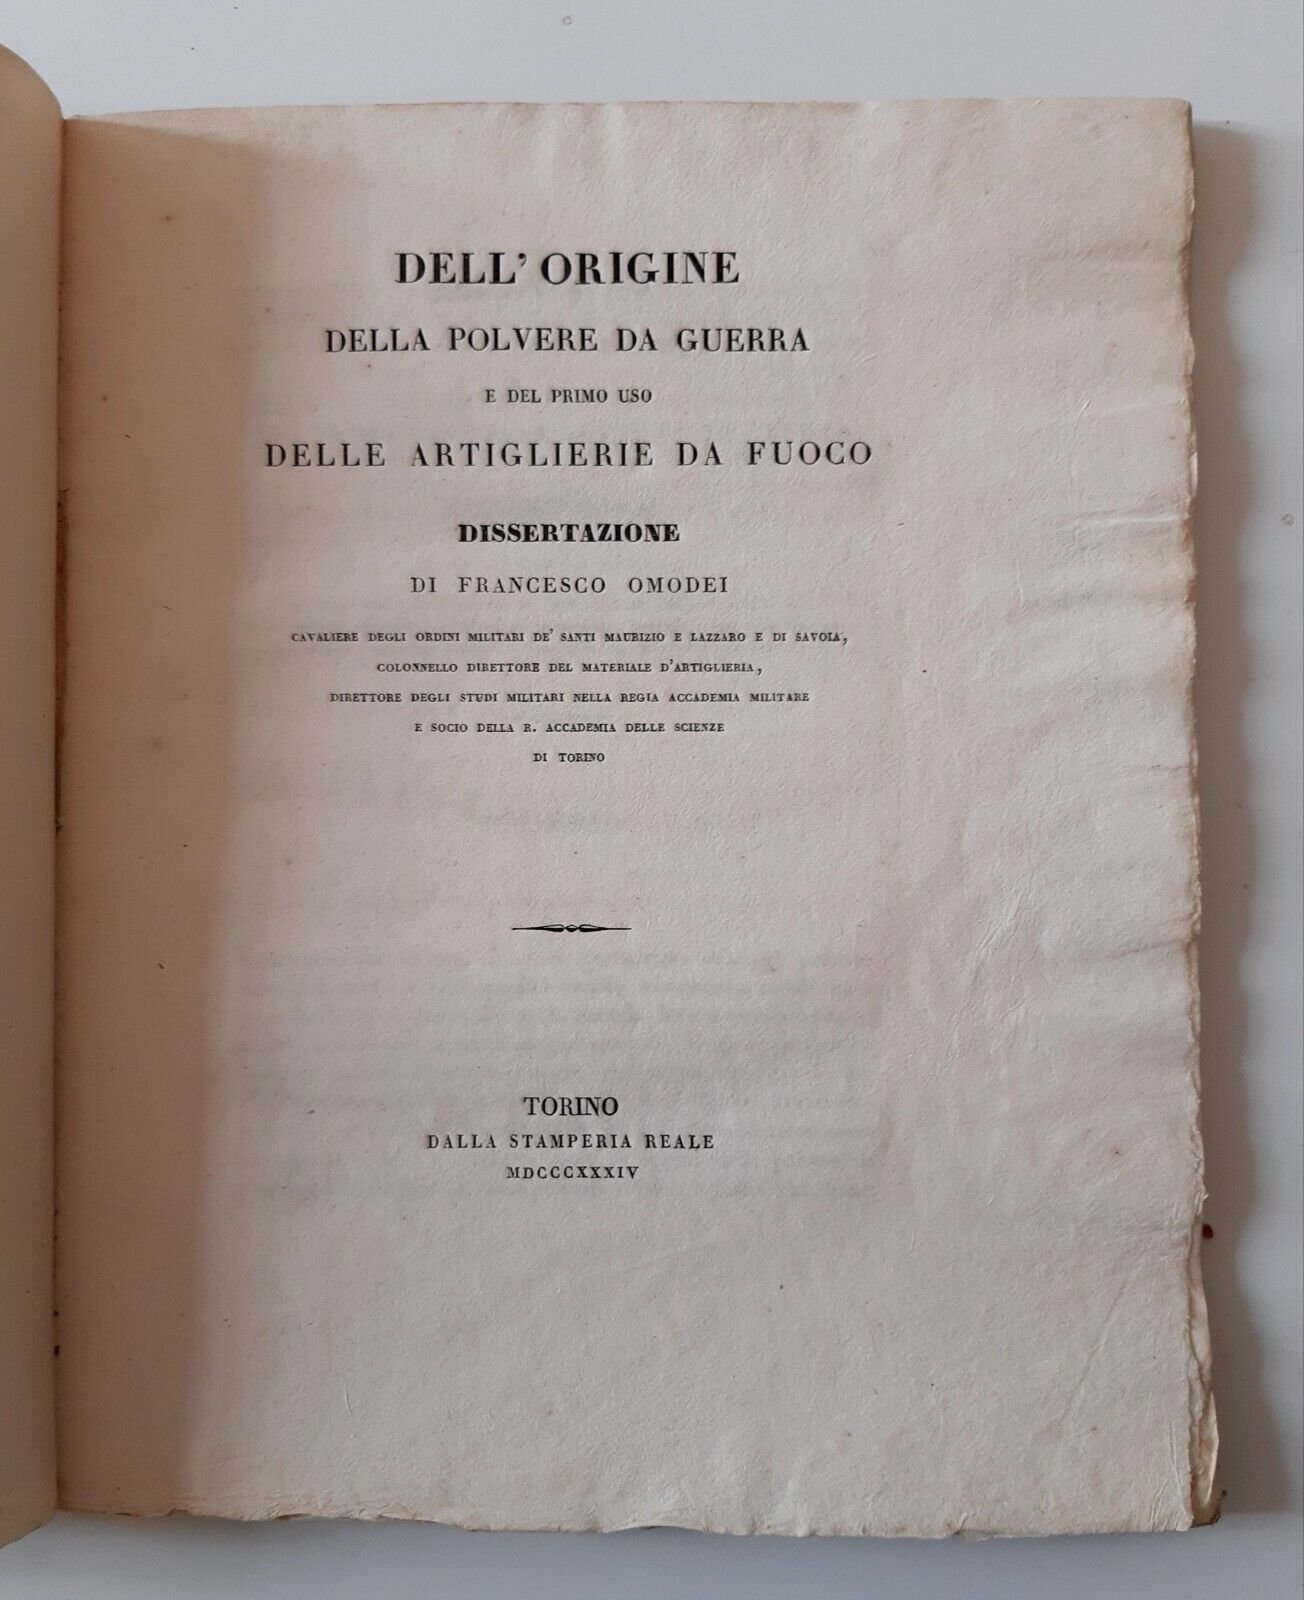 DELL' ORIGINE
DELLA POLVERE DA GUERRA
E DEL PRIMO USO
DELLE ARTIGLIERIE DA FUOCO
DISSERTAZIONE
DI FRANCESCO OMODEI
CAVALIERE DEGLI ORDINI MILITARI DE' SANTI MAURIZIO E LAZZARO E DI SAVOIA,
COLONNELLO DIRETTORE DEL MATERIALE D'ARTIGLIERIA,
DIRETTORE DEGLI STUDI MILITARI NELLA REGIA ACCADEMIA MILITARE
E SOCIO DELLA R. ACCADEMIA DELLE SCIENZE
DI TORINO
TORINO
DALLA STAMPERIA REALE
MDCCCXXXIV